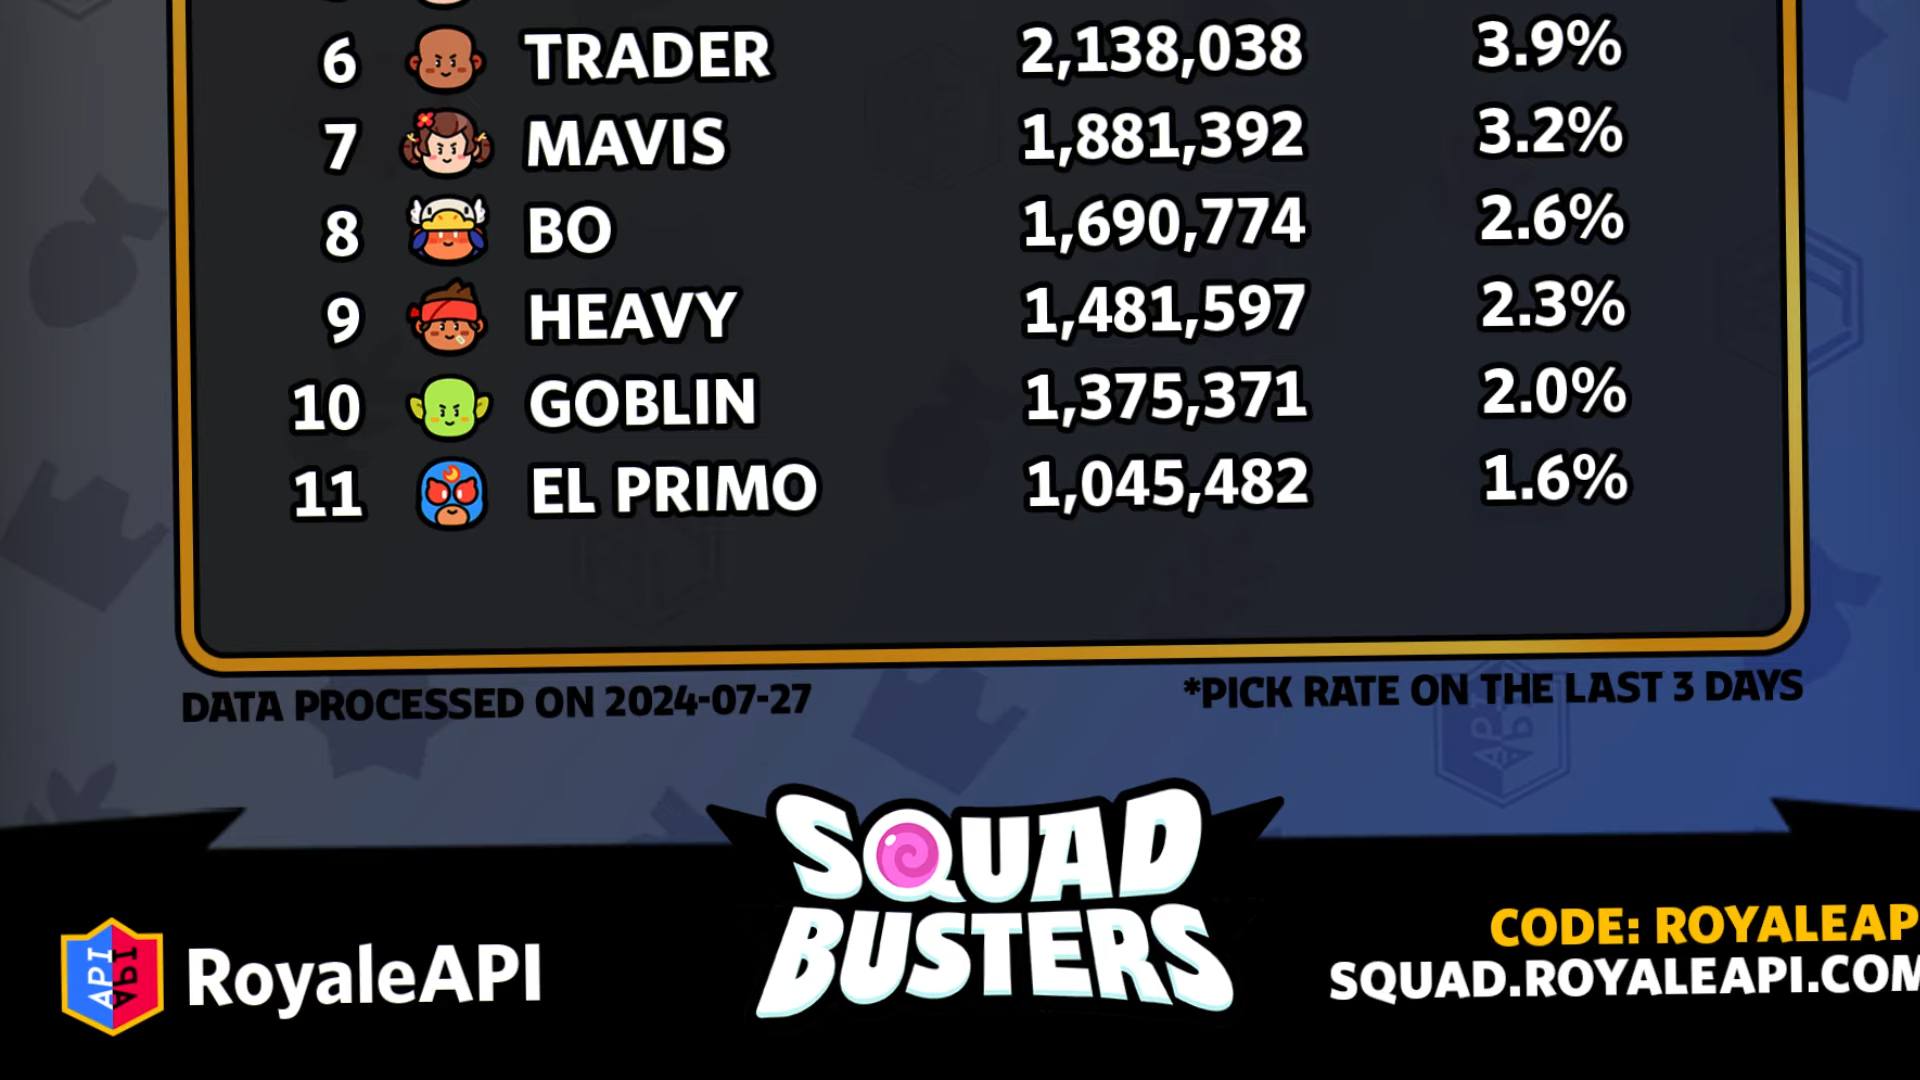 6 TRADER 2,138,038 3.9%
7 MAVIS 1,881,392 3.2%
8 BO 1,690,774 2.6%
9 HEAVY 1,481,597 2.3%
10 GOBLIN 1,375,371 2.0%
11 EL PRIMO 1,045,482 1.6%
DATA PROCESSED ON 2024-07-27 *PICK RATE ON THE LAST 3 DAYS
SQUAD
BUSTERS
API API RoyaleAPI
CODE: ROYALEAP
SQUAD.ROYALEAPI.COM